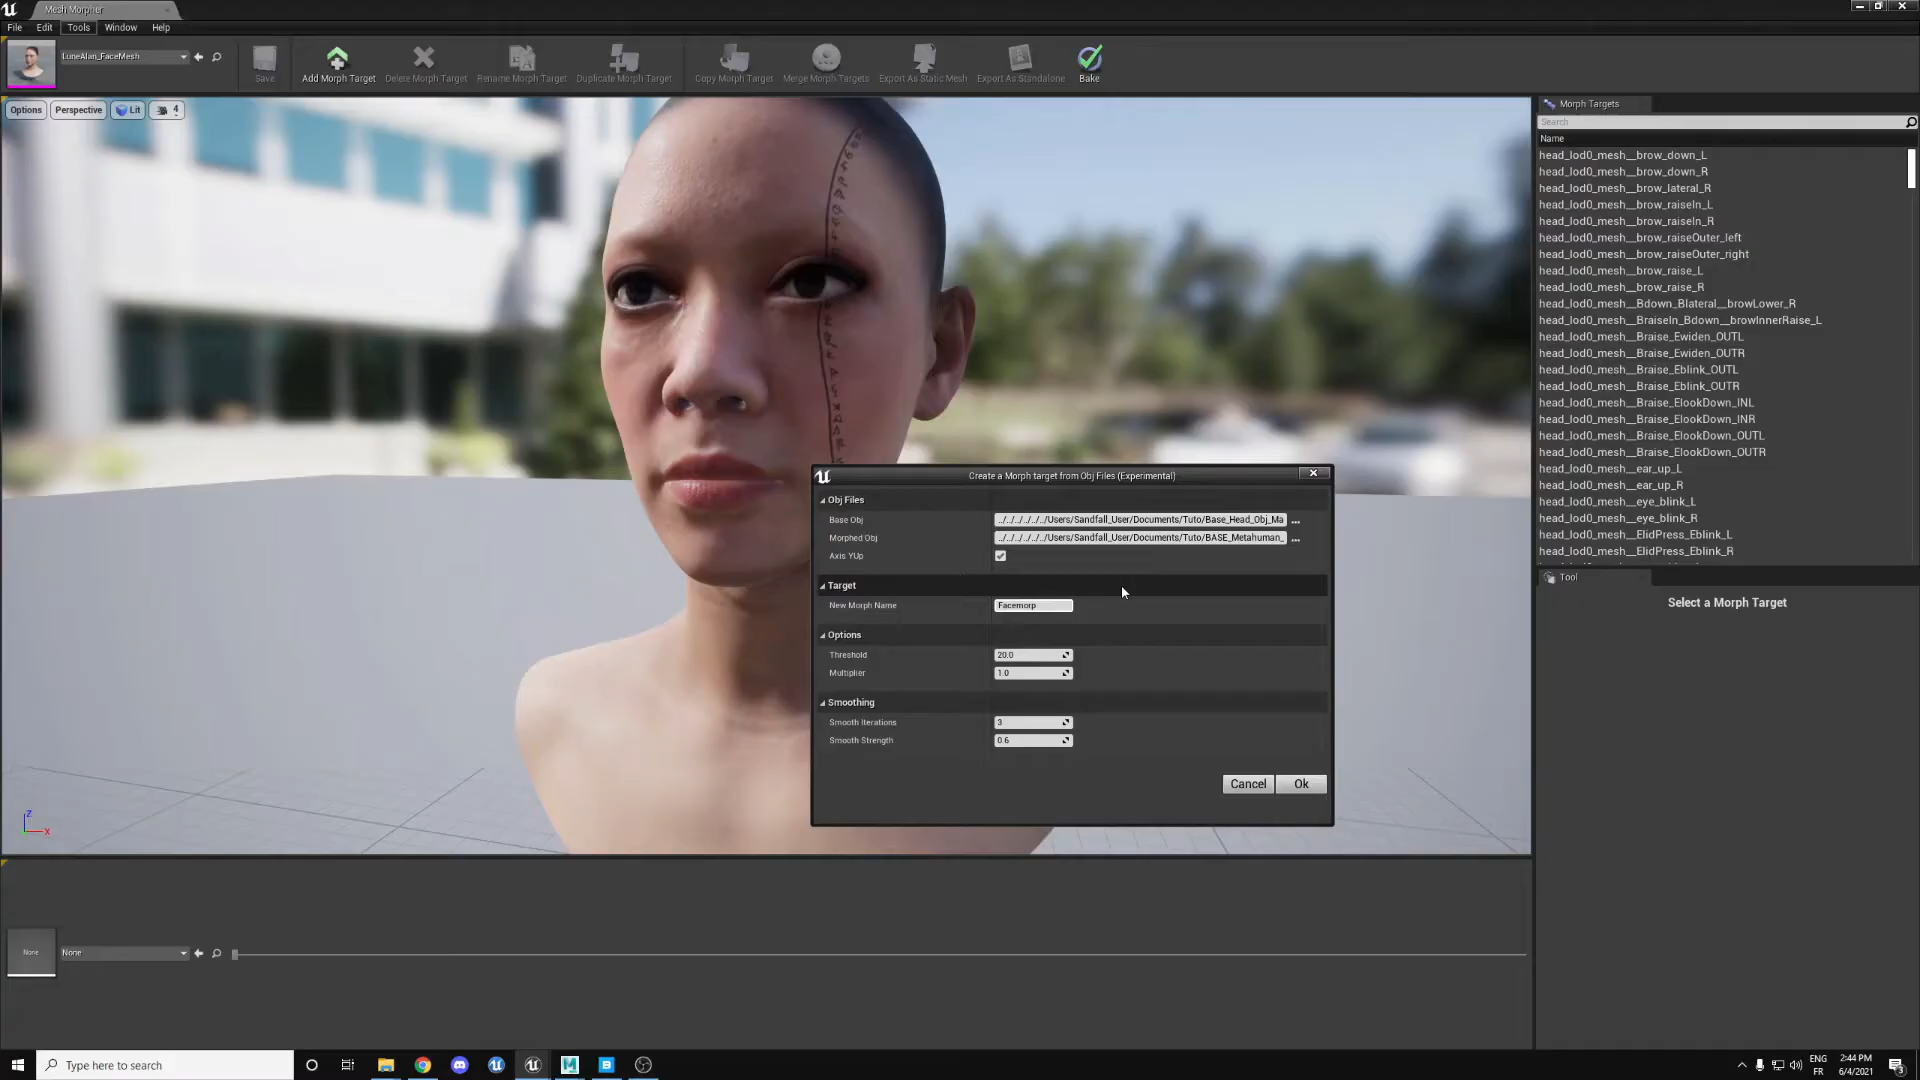 Mesh Morpher
File Edit Tools Window Help
LuneAlan_FaceMesh
Save
Add Morph Target
Delete Morph Target
Rename Morph Target
Duplicate Morph Target
Copy Morph Target
Merge Morph Targets
Export As Static Mesh
Export As Standalone
Bake
Options
Perspective
Lit
4
Morph Targets
Search
Name
head_lod0_mesh__brow_down_L
head_lod0_mesh__brow_down_R
head_lod0_mesh__brow_lateral_R
head_lod0_mesh__brow_raiseIn_L
head_lod0_mesh__brow_raiseIn_R
head_lod0_mesh__brow_raiseOuter_left
head_lod0_mesh__brow_raiseOuter_right
head_lod0_mesh__brow_raise_L
head_lod0_mesh__brow_raise_R
head_lod0_mesh__Bdown_Blateral__browLower_R
head_lod0_mesh__BraiseIn_Bdown__browInnerRaise_L
head_lod0_mesh__Braise_Ewiden_OUTL
head_lod0_mesh__Braise_Ewiden_OUTR
head_lod0_mesh__Braise_Eblink_OUTL
head_lod0_mesh__Braise_Eblink_OUTR
head_lod0_mesh__Braise_ElookDown_INL
head_lod0_mesh__Braise_ElookDown_INR
head_lod0_mesh__Braise_ElookDown_OUTL
head_lod0_mesh__Braise_ElookDown_OUTR
head_lod0_mesh__ear_up_L
head_lod0_mesh__ear_up_R
head_lod0_mesh__eye_blink_L
head_lod0_mesh__eye_blink_R
head_lod0_mesh__ElidPress_Eblink_L
head_lod0_mesh__ElidPress_Eblink_R
Tool
Select a Morph Target
Create a Morph target from Obj Files (Experimental)
Obj Files
Base Obj ../../../../../../Users/Sandfall_User/Documents/Tuto/Base_Head_Obj_Ma ...
Morphed Obj ../../../../../../Users/Sandfall_User/Documents/Tuto/BASE_Metahuman_ ...
Axis YUp
Target
New Morph Name Facemorp
Options
Threshold 20.0
Multiplier 1.0
Smoothing
Smooth Iterations 3
Smooth Strength 0.6
Cancel Ok
Z
X
None
None
Type here to search
ENG
FR
2:44 PM
6/4/2021
3